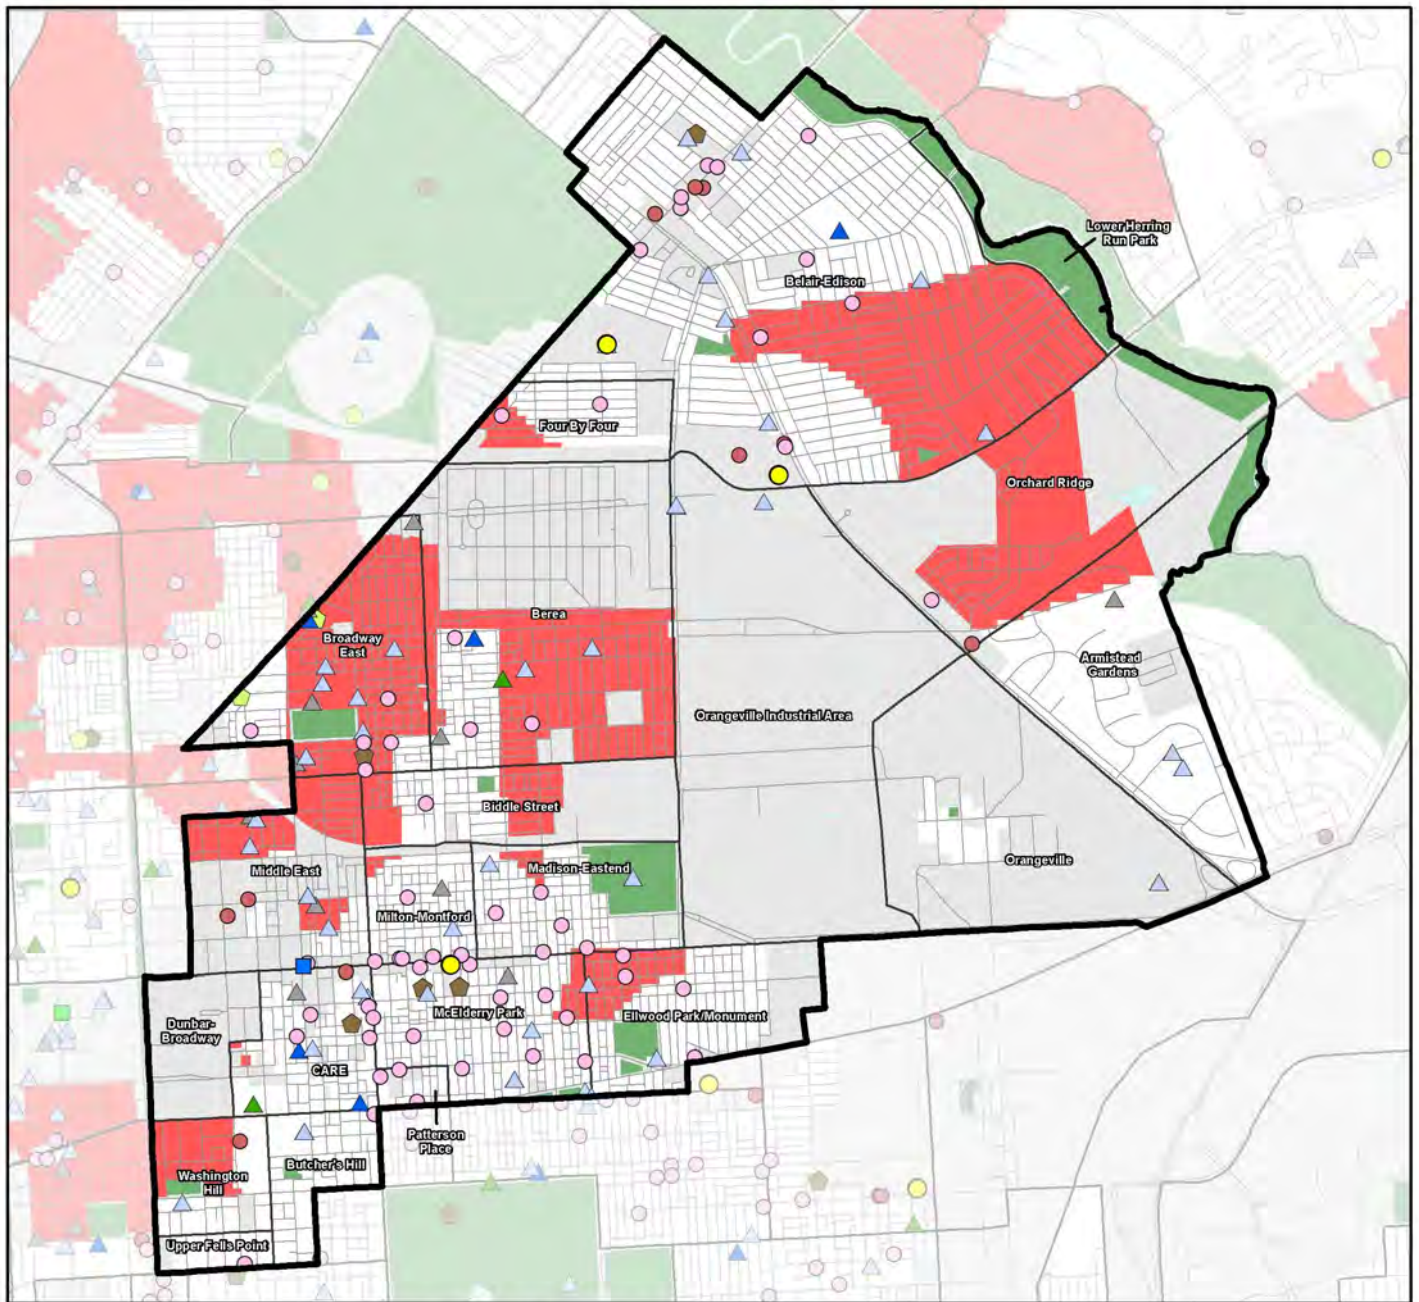 Lower Herring
Run Park
Belair-Edison
Four By Four
Orchard Ridge
Berea
Broadway
East
Armistead
Gardens
Orangeville Industrial Area
Biddle Street
Orangeville
Madison-Eastend
Middle East
Milton-Montford
McElderry Park
Ellwood Park/Monument
Dunbar-
Broadway
CARE
Patterson
Place
Butcher's Hill
Washington
Hill
Upper Fells Point